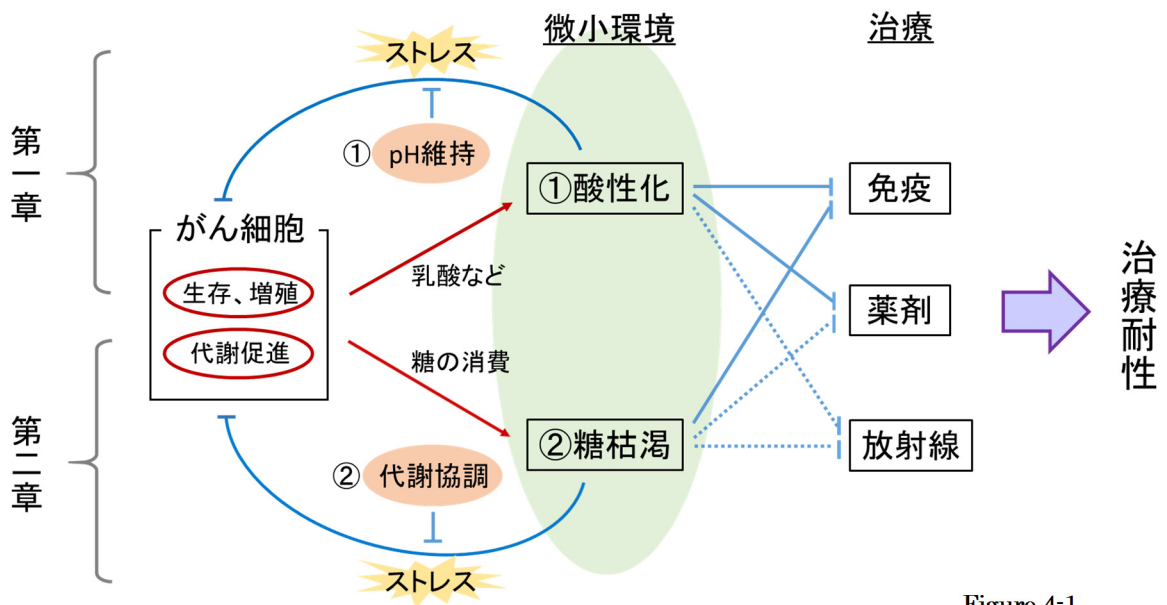 微小環境
治療
ストレス
第一章
① pH維持
①酸性化
免疫
がん細胞
生存、増殖
乳酸など
薬剤
治療耐性
代謝促進
糖の消費
第二章
②糖枯渇
放射線
② 代謝協調
ストレス
Figure 4-1